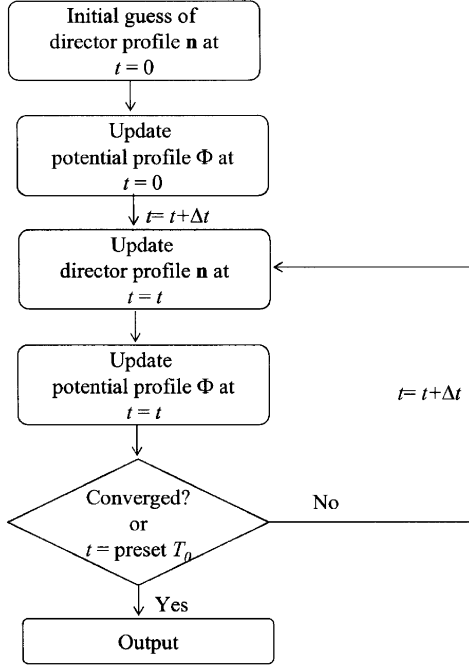 Initial guess of
director profile n at
t = 0
Update
potential profile Φ at
t = 0
t= t+Δt
Update
director profile n at
t = t
Update
potential profile Φ at
t = t
t= t+Δt
Converged?
or
t = preset T0
No
Yes
Output